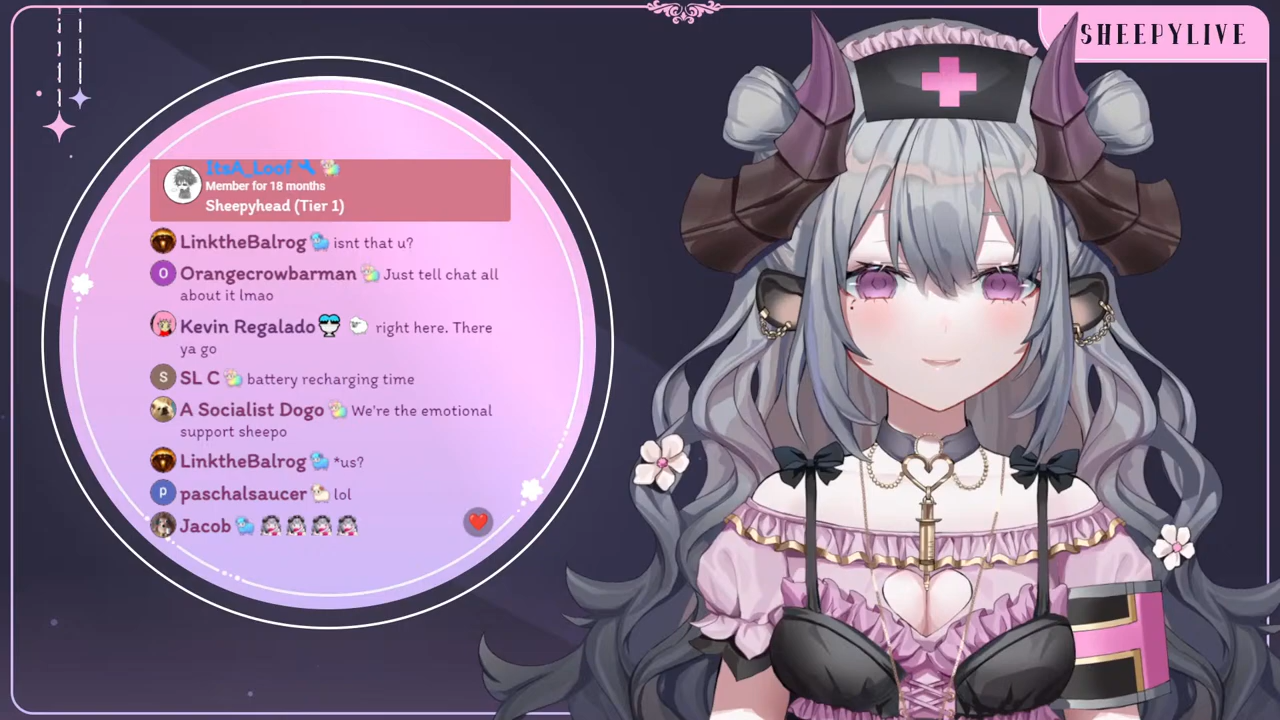 SHEEPYLIVE
ItsA_Loof
Member for 18 months
Sheepyhead (Tier 1)
LinktheBalrog isnt that u?
O Orangecrowbarman Just tell chat all
about it lmao
Kevin Regalado right here. There
ya go
S SL C battery recharging time
A Socialist Dogo We're the emotional
support sheepo
LinktheBalrog *us?
P paschalsaucer lol
Jacob